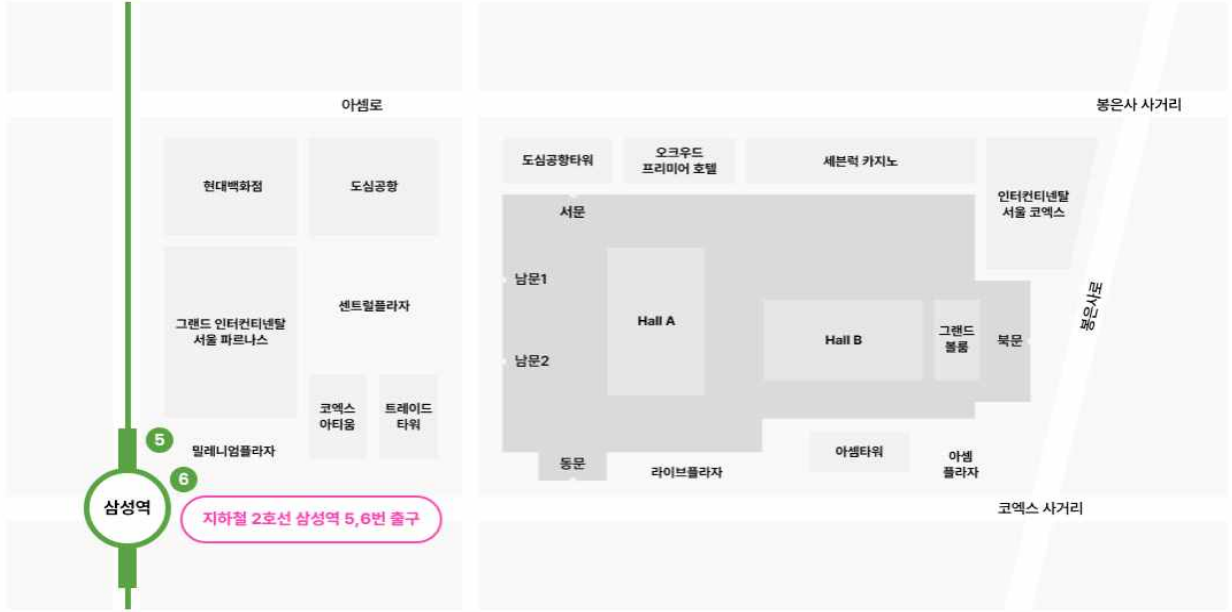 아셈로
봉은사 사거리
현대백화점
도심공항
도심공항타워
오크우드
프리미어 호텔
세븐럭 카지노
인터컨티넨탈
서울 코엑스
서문
남문1
남문2
그랜드 인터컨티넨탈
서울 파르나스
센트럴플라자
Hall A
Hall B
그랜드
볼룸
북문
봉은사로
코엑스
아티움
트레이드
타워
5
밀레니엄플라자
6
동문
라이브플라자
아셈타워
아셈
플라자
삼성역
지하철 2호선 삼성역 5,6번 출구
코엑스 사거리